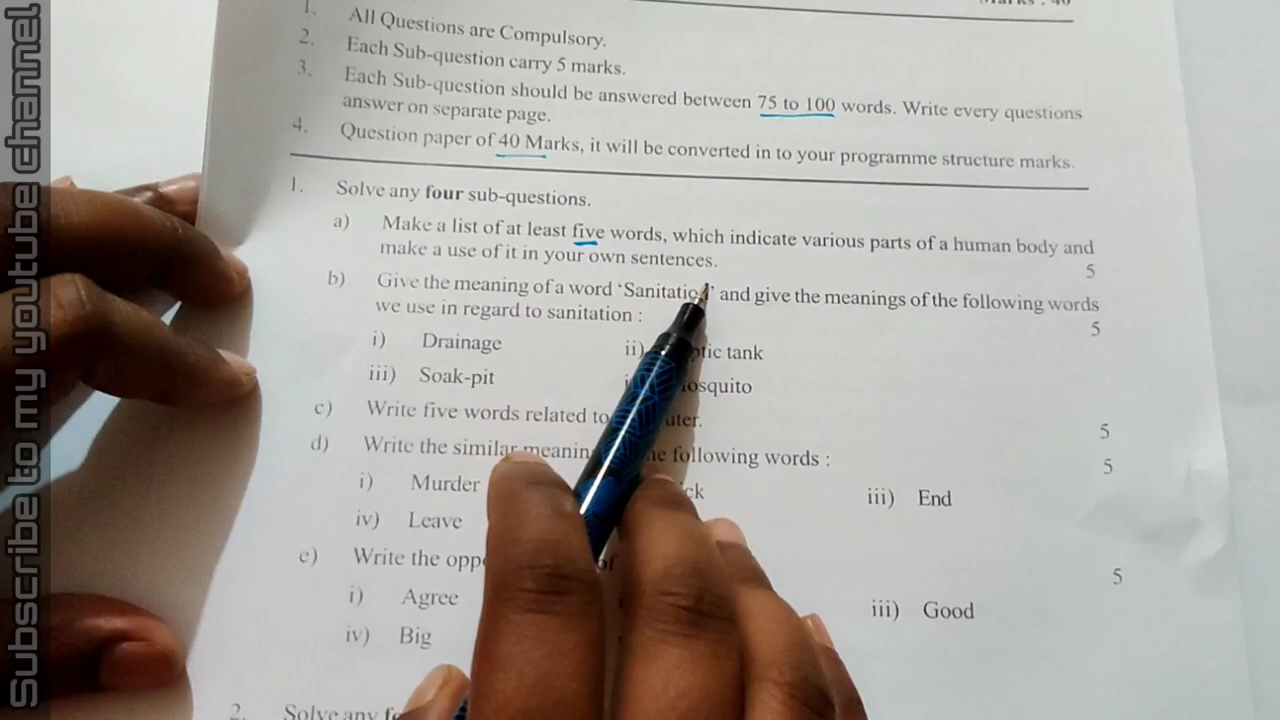 Marks : 40
1. All Questions are Compulsory.
2. Each Sub-question carry 5 marks.
3. Each Sub-question should be answered between 75 to 100 words. Write every questions
answer on separate page.
4. Question paper of 40 Marks, it will be converted in to your programme structure marks.
1. Solve any four sub-questions.
a) Make a list of at least five words, which indicate various parts of a human body and
make a use of it in your own sentences. 5
b) Give the meaning of a word ‘Sanitation’ and give the meanings of the following words
we use in regard to sanitation : 5
i) Drainage ii) tank
iii) Soak-pit
c) Write five words related to 5
d) Write the similar following words : 5
i) Murder iii) End
iv) Leave
e) Write the 5
i) Agree iii) Good
iv) Big
2. Solve any
Subscribe to my youtube channel